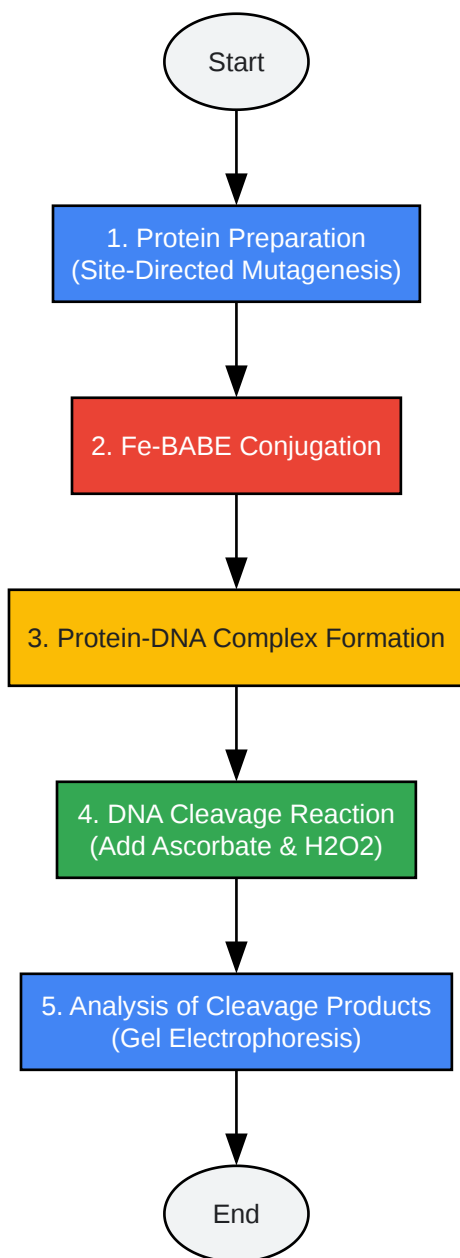 Start
1. Protein Preparation
(Site-Directed Mutagenesis)
2. Fe-BABE Conjugation
3. Protein-DNA Complex Formation
4. DNA Cleavage Reaction
(Add Ascorbate & H2O2)
5. Analysis of Cleavage Products
(Gel Electrophoresis)
End